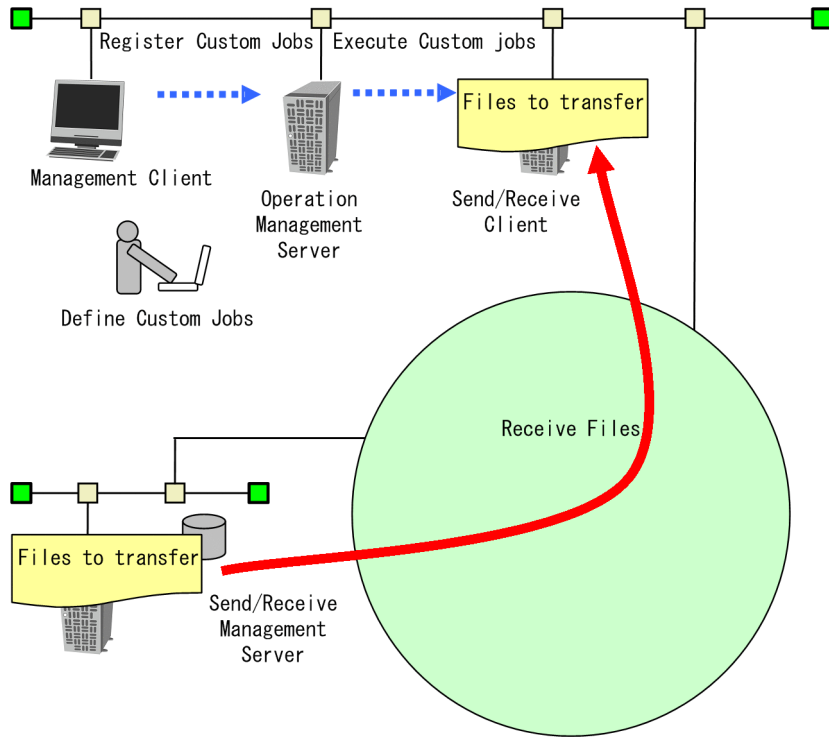 Register Custom Jobs
Execute Custom jobs
Files to transfer
Management Client
Operation
Management
Server
Send/Receive
Client
Define Custom Jobs
Receive Files
Files to transfer
Send/Receive
Management
Server